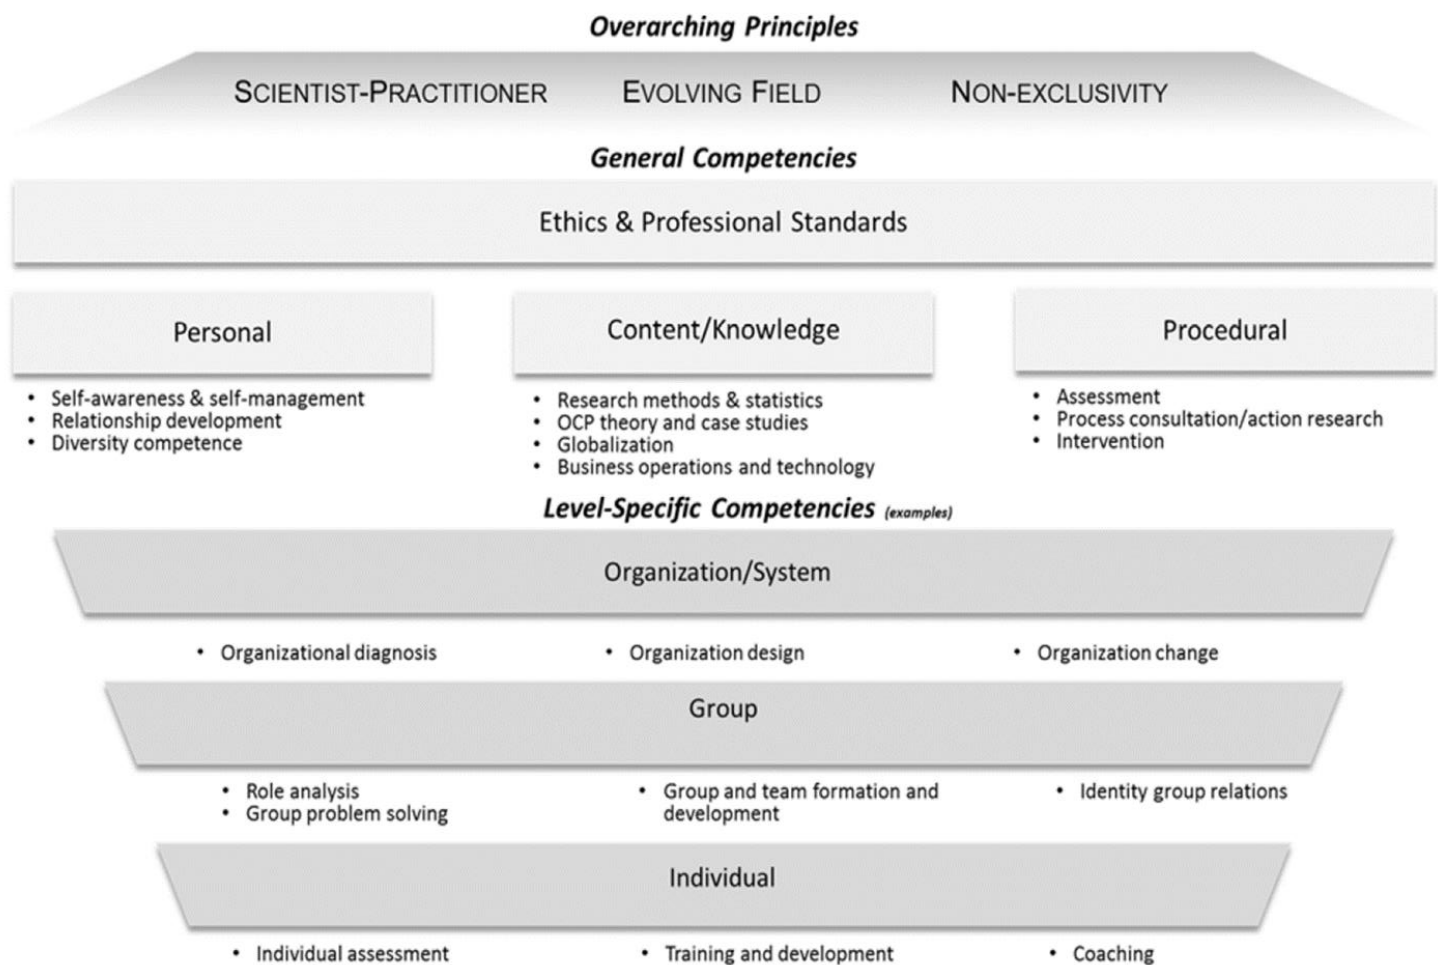 Overarching Principles
SCIENTIST-PRACTITIONER EVOLVING FIELD NON-EXCLUSIVITY
General Competencies
Ethics & Professional Standards
Personal
• Self-awareness & self-management
• Relationship development
• Diversity competence
Content/Knowledge
• Research methods & statistics
• OCP theory and case studies
• Globalization
• Business operations and technology
Procedural
• Assessment
• Process consultation/action research
• Intervention
Level-Specific Competencies (examples)
Organization/System
• Organizational diagnosis
• Organization design
• Organization change
Group
• Role analysis
• Group problem solving
• Group and team formation and
development
• Identity group relations
Individual
• Individual assessment
• Training and development
• Coaching